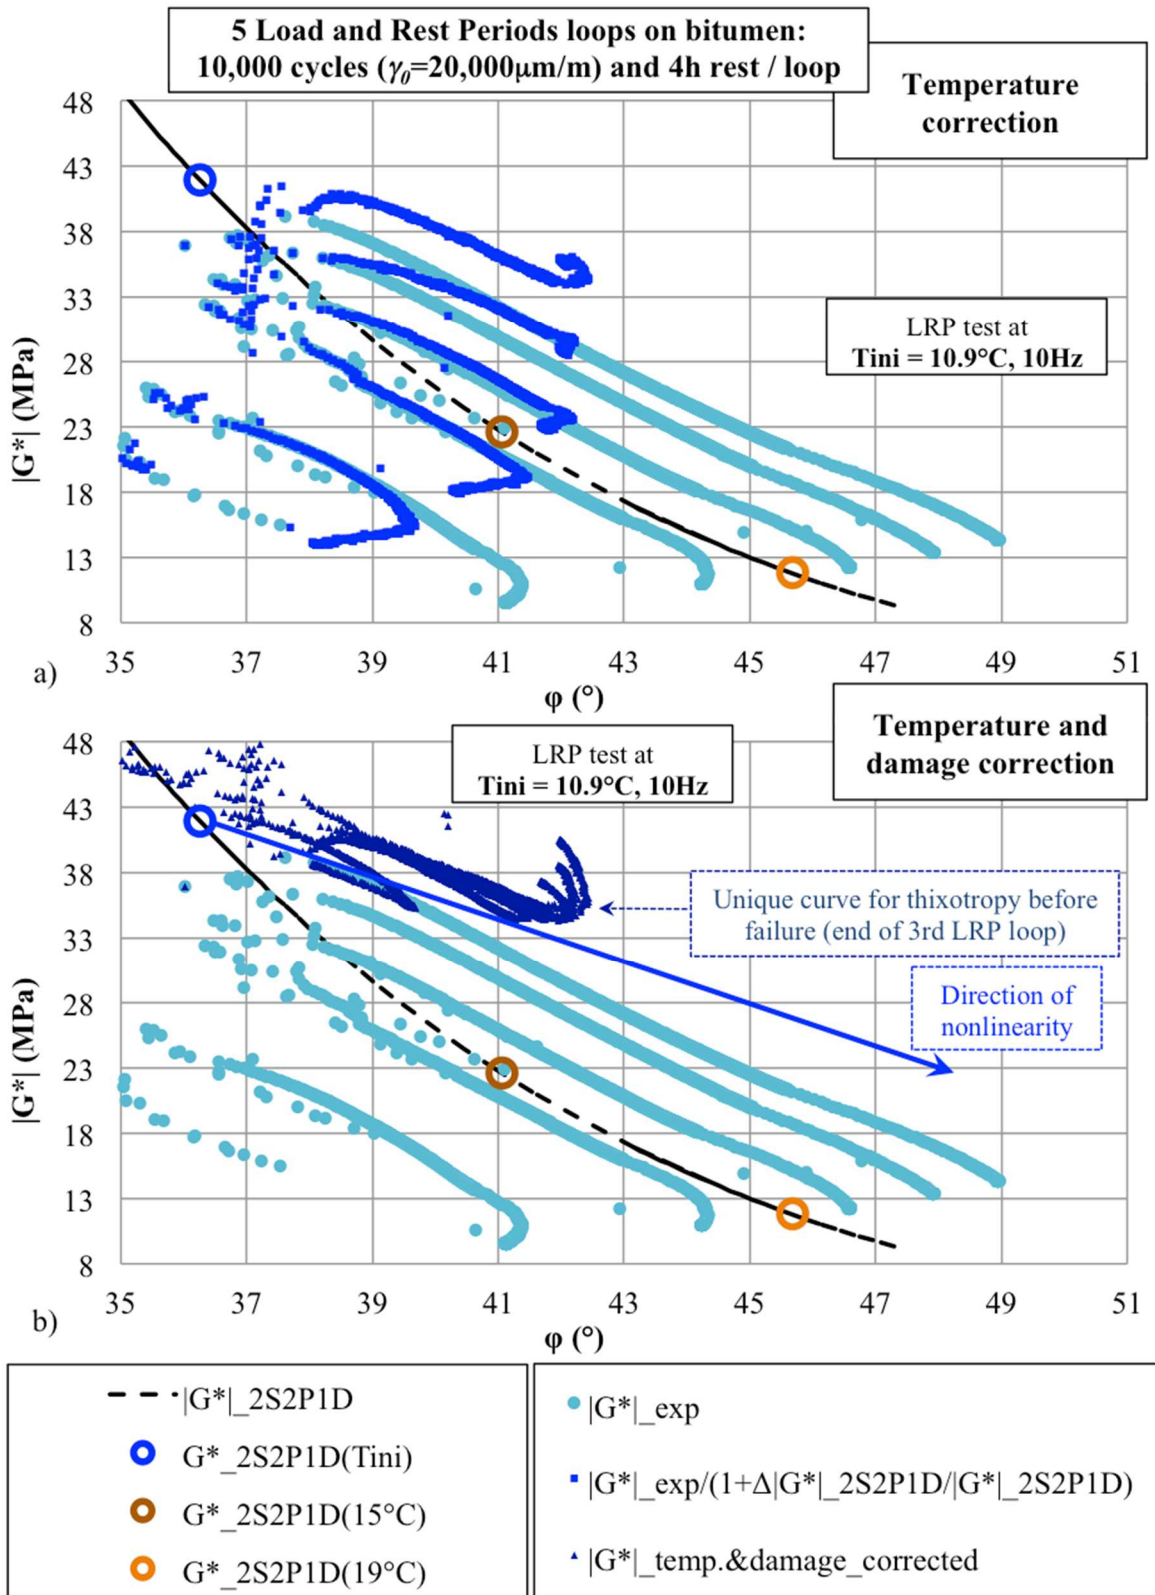 5 Load and Rest Periods loops on bitumen:
10,000 cycles (γ₀=20,000μm/m) and 4h rest / loop
Temperature
correction
48
43
38
33
28
23
18
13
8
|G*| (MPa)
LRP test at
Tini = 10.9°C, 10Hz
35 37 39 41 43 45 47 49 51
a)
φ (°)
Temperature and
damage correction
LRP test at
Tini = 10.9°C, 10Hz
48
43
38
33
28
23
18
13
8
|G*| (MPa)
Unique curve for thixotropy before
failure (end of 3rd LRP loop)
Direction of
nonlinearity
35 37 39 41 43 45 47 49 51
b)
φ (°)
|G*|_2S2P1D
G*_2S2P1D(Tini)
G*_2S2P1D(15°C)
G*_2S2P1D(19°C)
|G*|_exp
|G*|_exp/(1+Δ|G*|_2S2P1D/|G*|_2S2P1D)
|G*|_temp.&damage_corrected